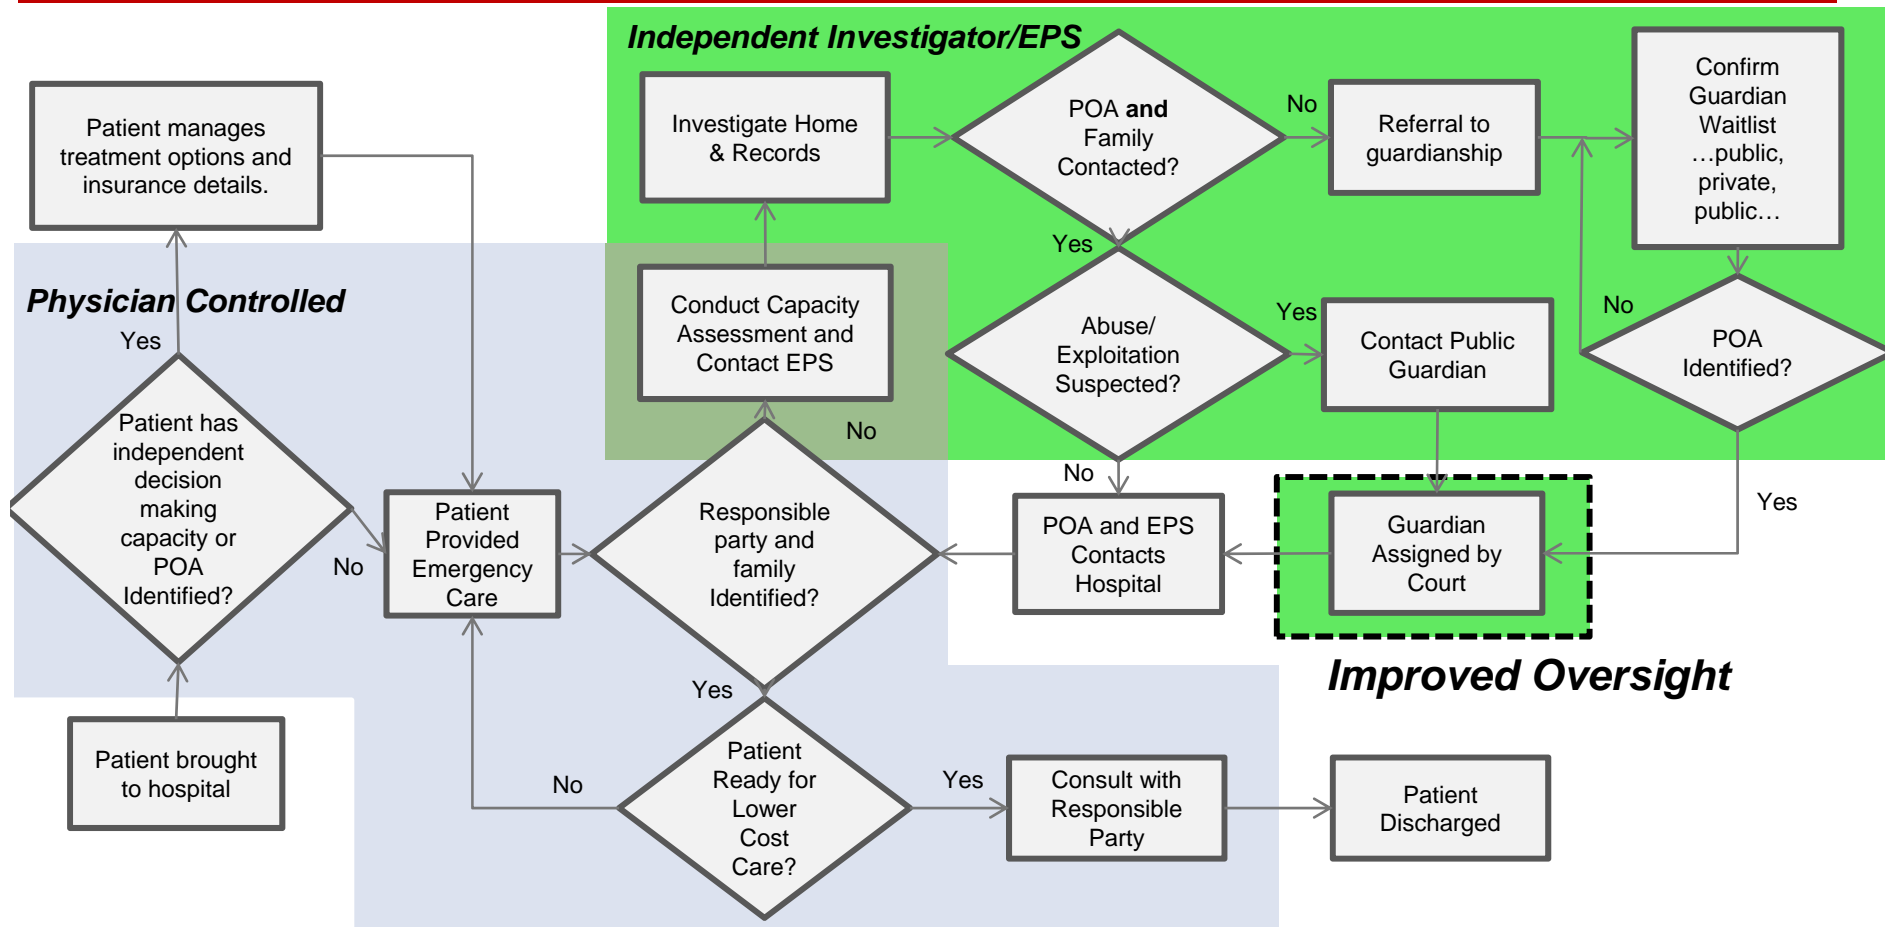 Independent Investigator/EPS
Patient manages
treatment options and
insurance details.
Investigate Home
& Records
POA and
Family
Contacted?
No
Referral to
guardianship
Confirm
Guardian
Waitlist
…public,
private,
public…
Yes
Physician Controlled
Yes
Conduct Capacity
Assessment and
Contact EPS
No
Abuse/
Exploitation
Suspected?
Yes
Contact Public
Guardian
No
POA
Identified?
Patient has
independent
decision
making
capacity or
POA
Identified?
No
Patient
Provided
Emergency
Care
Responsible
party and
family
Identified?
No
POA and EPS
Contacts
Hospital
Guardian
Assigned by
Court
Yes
Improved Oversight
Yes
Patient brought
to hospital
No
Patient
Ready for
Lower
Cost
Care?
Yes
Consult with
Responsible
Party
Patient
Discharged